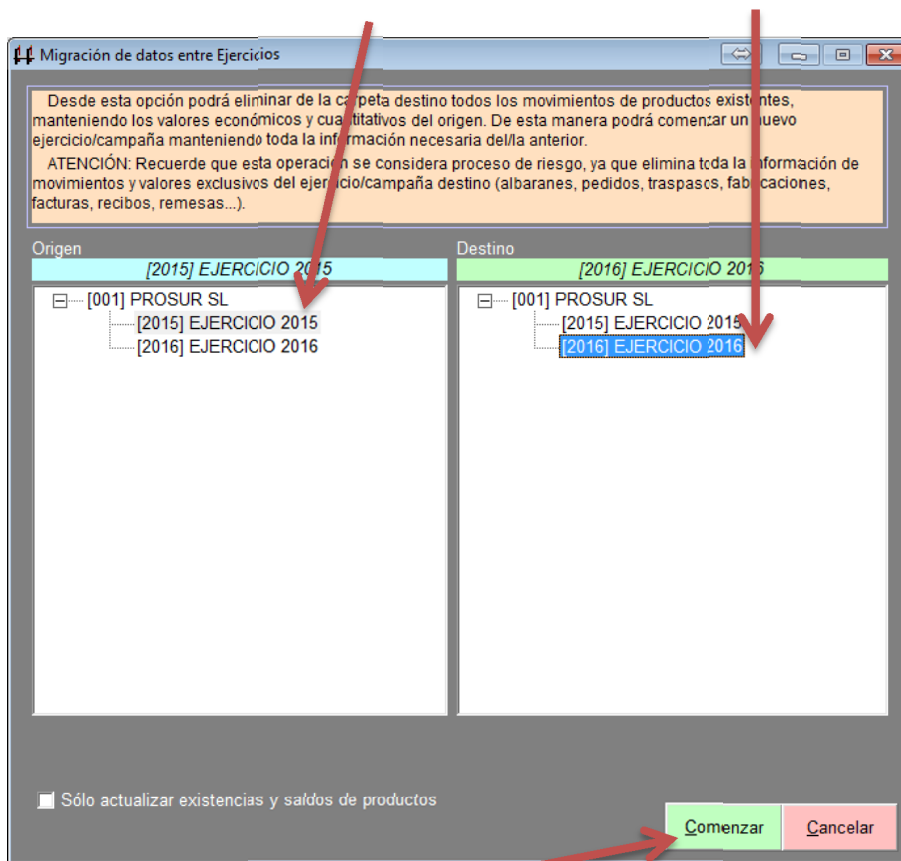 Migración de datos entre Ejercicios
Desde esta opción podrá eliminar de la carpeta destino todos los movimientos de productos existentes,
manteniendo los valores económicos y cuantitativos del origen. De esta manera podrá comenzar un nuevo
ejercicio/campaña manteniendo toda la información necesaria del/la anterior.
ATENCIÓN: Recuerde que esta operación se considera proceso de riesgo, ya que elimina toda la información de
movimientos y valores exclusivos del ejercicio/campaña destino (albaranes, pedidos, traspasos, fabricaciones,
facturas, recibos, remesas...).
Origen
[2015] EJERCICIO 2015
[001] PROSUR SL
[2015] EJERCICIO 2015
[2016] EJERCICIO 2016
Destino
[2016] EJERCICIO 2016
[001] PROSUR SL
[2015] EJERCICIO 2015
[2016] EJERCICIO 2016
Sólo actualizar existencias y saldos de productos
Comenzar
Cancelar